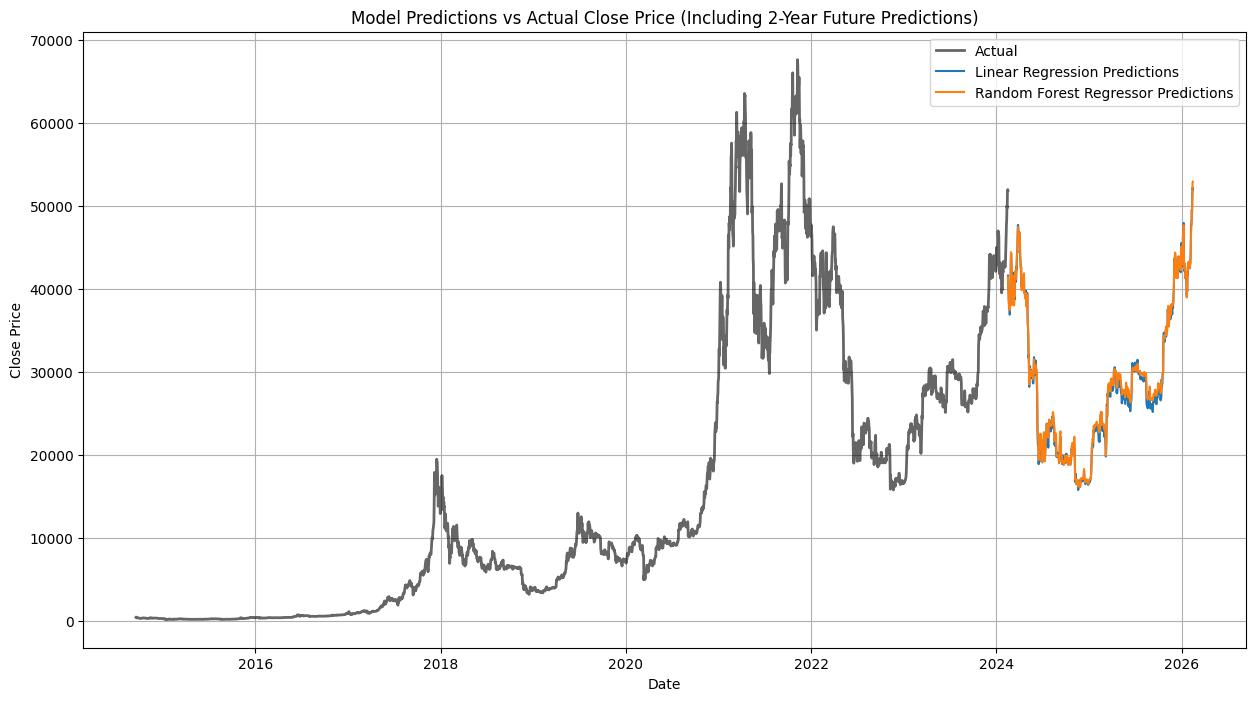 Model Predictions vs Actual Close Price (Including 2-Year Future Predictions)
Actual
Linear Regression Predictions
Random Forest Regressor Predictions
Close Price
70000
60000
50000
40000
30000
20000
10000
0
2016 2018 2020 2022 2024 2026
Date